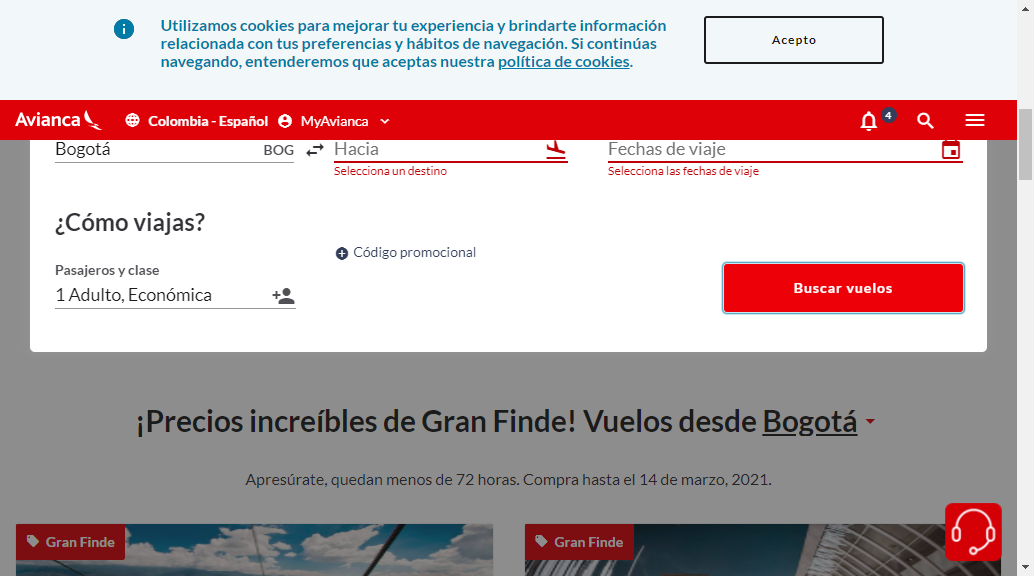 Utilizamos cookies para mejorar tu experiencia y brindarte información
relacionada con tus preferencias y hábitos de navegación. Si continúas
navegando, entenderemos que aceptas nuestra política de cookies.
Acepto
Avianca
Colombia - Español
MyAvianca
4
Bogotá BOG
Hacia
Fechas de viaje
Selecciona un destino
Selecciona las fechas de viaje
¿Cómo viajas?
Código promocional
Pasajeros y clase
1 Adulto, Económica
Buscar vuelos
¡Precios increíbles de Gran Finde! Vuelos desde Bogotá
Apresúrate, quedan menos de 72 horas. Compra hasta el 14 de marzo, 2021.
Gran Finde
Gran Finde